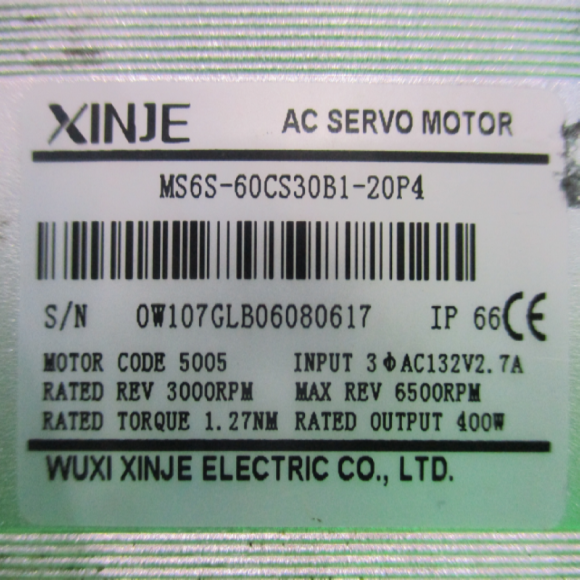 XINJE AC SERVO MOTOR
MS6S-60CS30B1-20P4
S/N 0W107GLB06080617 IP 66 CE
MOTOR CODE 5005 INPUT 3ΦAC132V2.7A
RATED REV 3000RPM MAX REV 6500RPM
RATED TORQUE 1.27NM RATED OUTPUT 400W
WUXI XINJE ELECTRIC CO., LTD.